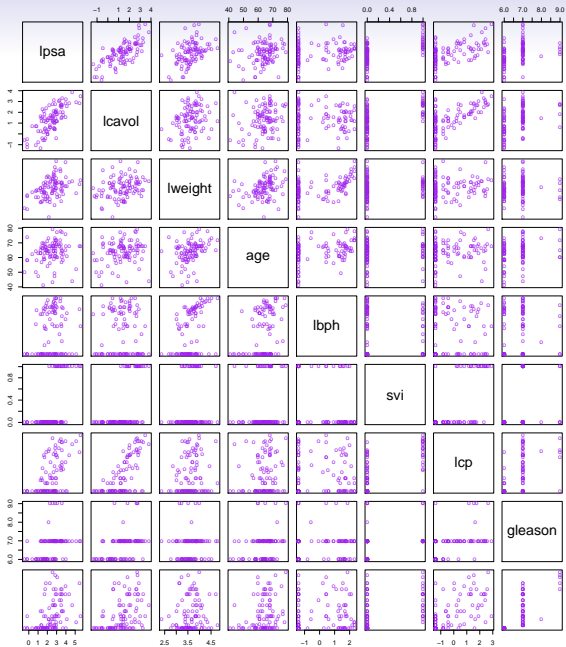 −1 1 2 3 4
40 50 60 70 80
0.0 0.4 0.8
6.0 7.0 8.0 9.0
lpsa
−1 1 2 3 4
lcavol
lweight
40 50 60 70 80
age
lbph
0.0 0.4 0.8
svi
lcp
6.0 7.0 8.0 9.0
gleason
0 1 2 3 4 5
2.5 3.5 4.5
−1 0 1 2
−1 0 1 2 3